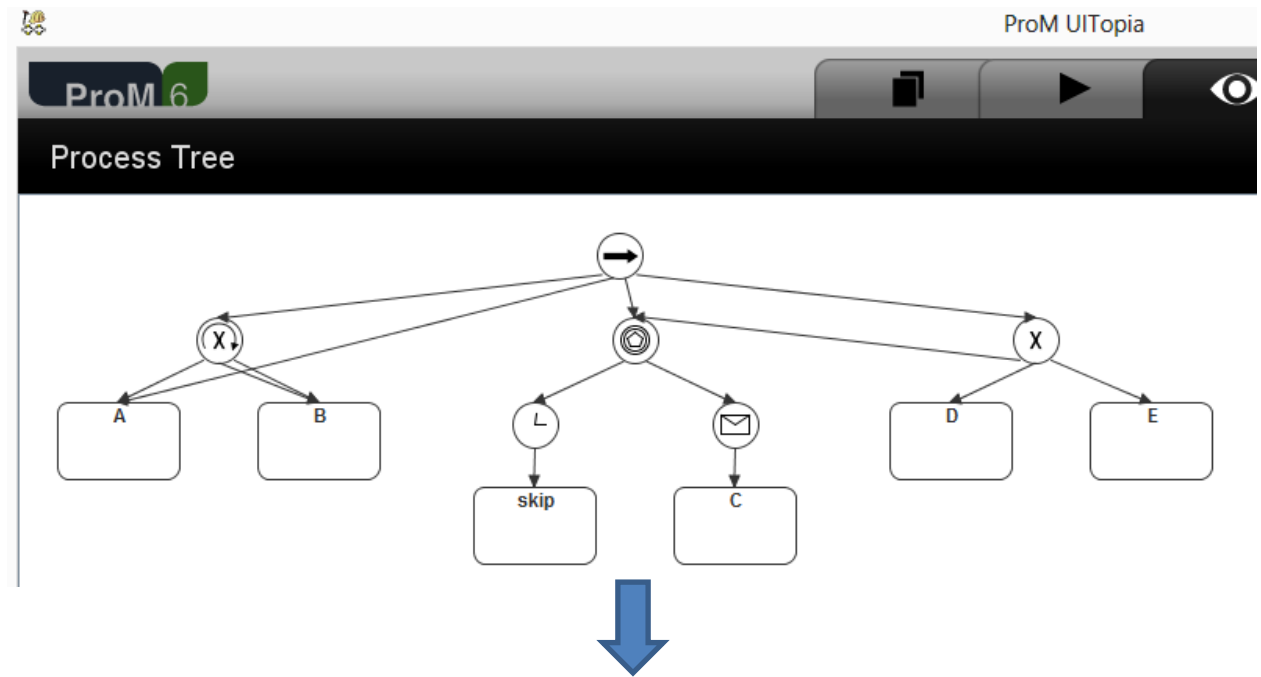 ProM UITopia
ProM 6
Process Tree
X X
A B D E
skip C